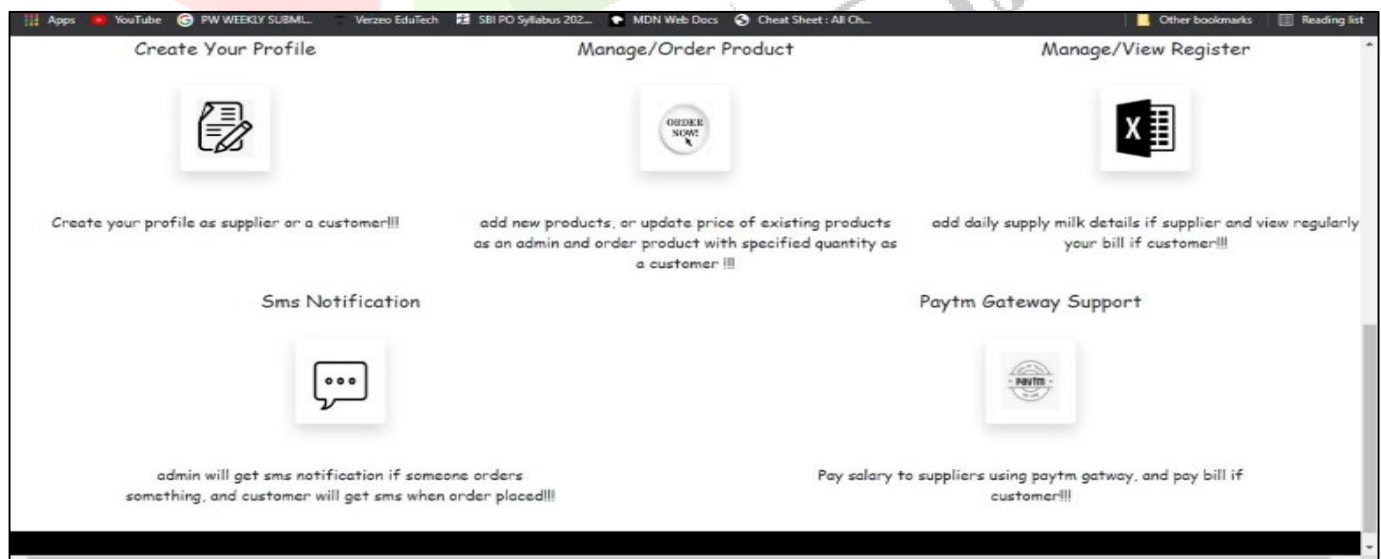 Apps YouTube PW WEEKLY SUBMI... Verzeo EduTech SBI PO Syllabus 202... MDN Web Docs Cheat Sheet : All Ch... Other bookmarks Reading list
Create Your Profile
Manage/Order Product
Manage/View Register
ORDER
NOW!
X
Create your profile as supplier or a customer!!!
add new products, or update price of existing products
as an admin and order product with specified quantity as
a customer !!!
add daily supply milk details if supplier and view regularly
your bill if customer!!!
Sms Notification
Paytm Gateway Support
Paytm
admin will get sms notification if someone orders
something, and customer will get sms when order placed!!!
Pay salary to suppliers using paytm gatway, and pay bill if
customer!!!